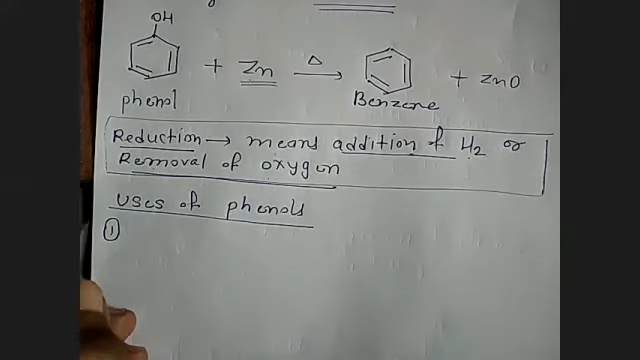 OH
+ Zn Δ → + ZnO
phenol Benzene
Reduction → means addition of H2 or
Removal of oxygen
Uses of phenols
①